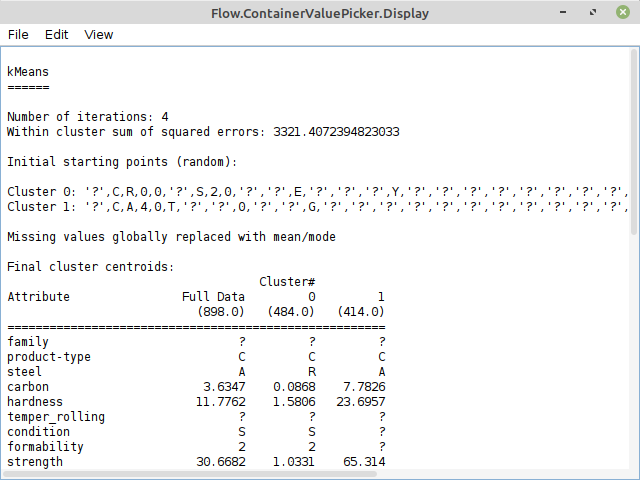 Flow.ContainerValuePicker.Display
File Edit View
kMeans
======
Number of iterations: 4
Within cluster sum of squared errors: 3321.4072394823033
Initial starting points (random):
Cluster 0: '?',C,R,0,0,'?',S,2,0,'?','?',E,'?','?','?',Y,'?','?','?','?','?','?','?',
Cluster 1: '?',C,A,4,0,T,'?','?',0,'?','?',G,'?','?','?','?','?','?','?','?','?','?','?',
Missing values globally replaced with mean/mode
Final cluster centroids:
Cluster#
Attribute Full Data 0 1
(898.0) (484.0) (414.0)
======================================================
family ? ? ?
product-type C C C
steel A R A
carbon 3.6347 0.0868 7.7826
hardness 11.7762 1.5806 23.6957
temper_rolling ? ? ?
condition S S ?
formability 2 2 ?
strength 30.6682 1.0331 65.314